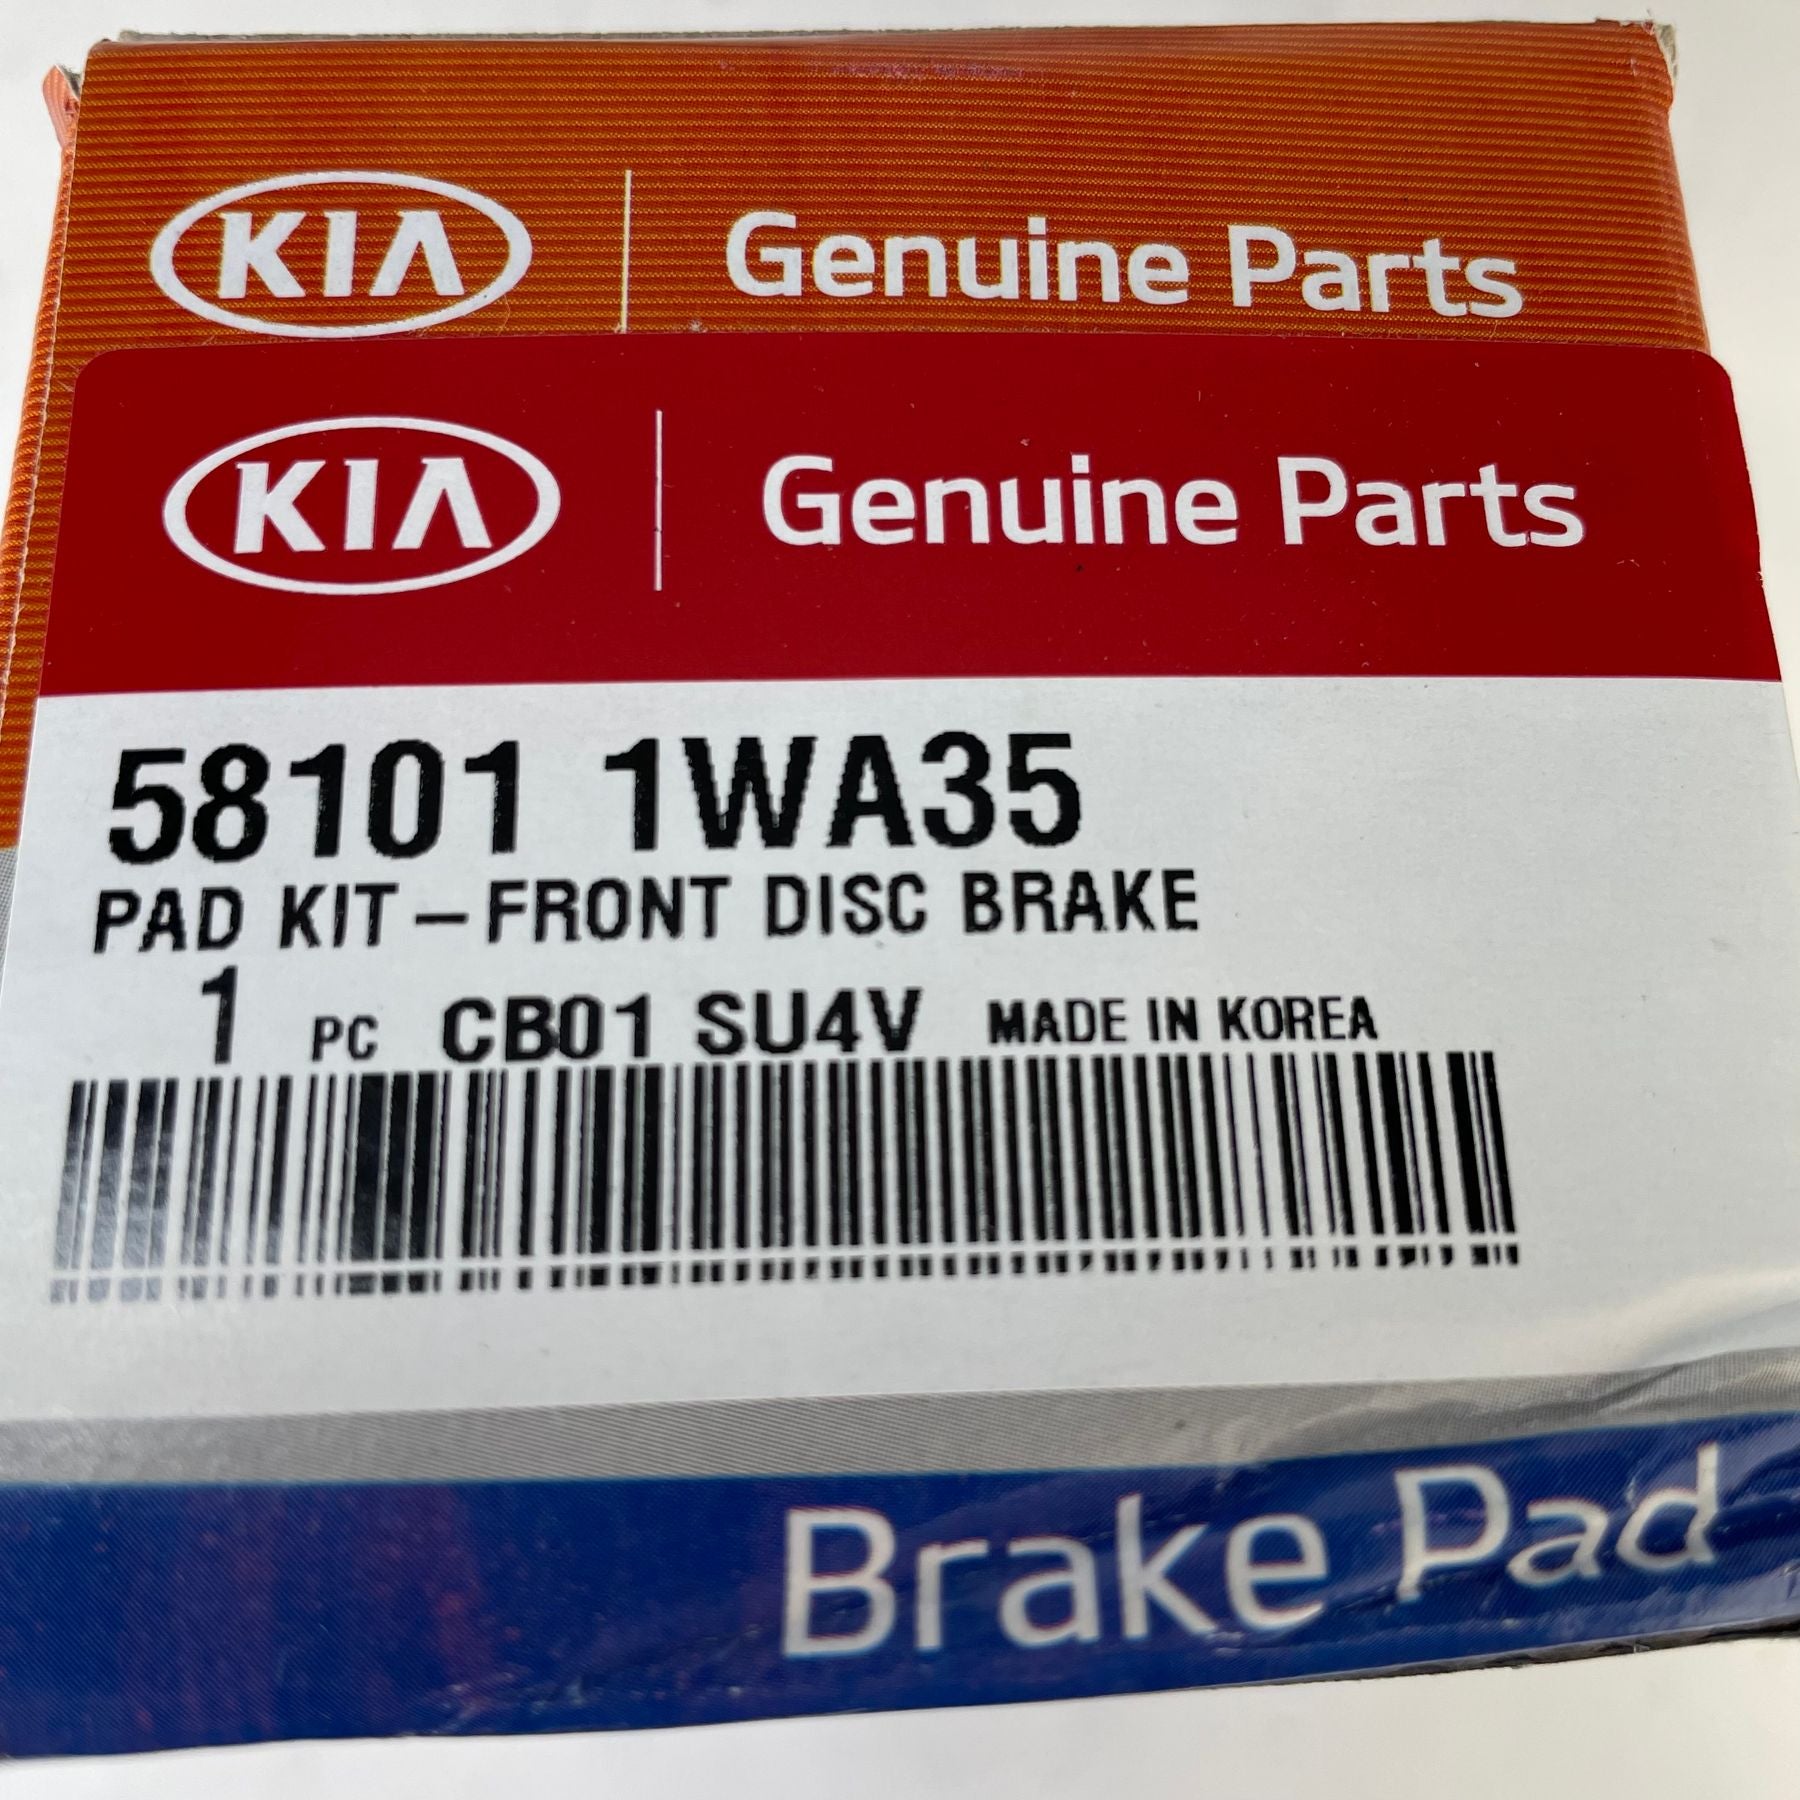 KIA Genuine Parts
KIA Genuine Parts
58101 1WA35
PAD KIT-FRONT DISC BRAKE
1 PC CB01 SU4V MADE IN KOREA
Brake Pad